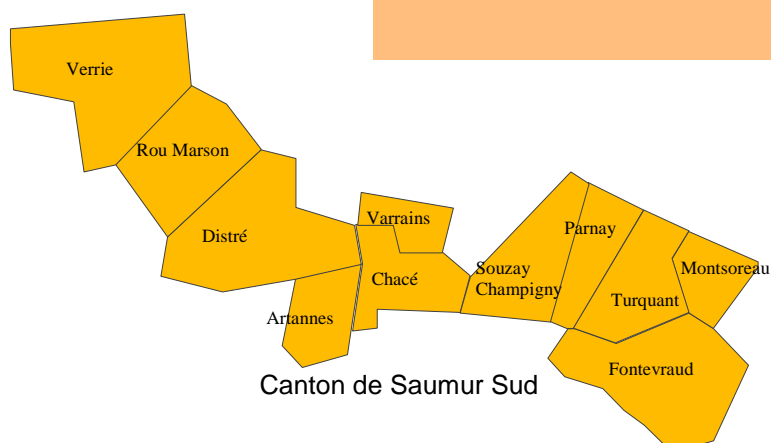 Verrie
Rou Marson
Distré
Varrains
Parnay
Chacé
Souzay
Champigny
Montsoreau
Turquant
Artannes
Fontevraud
Canton de Saumur Sud